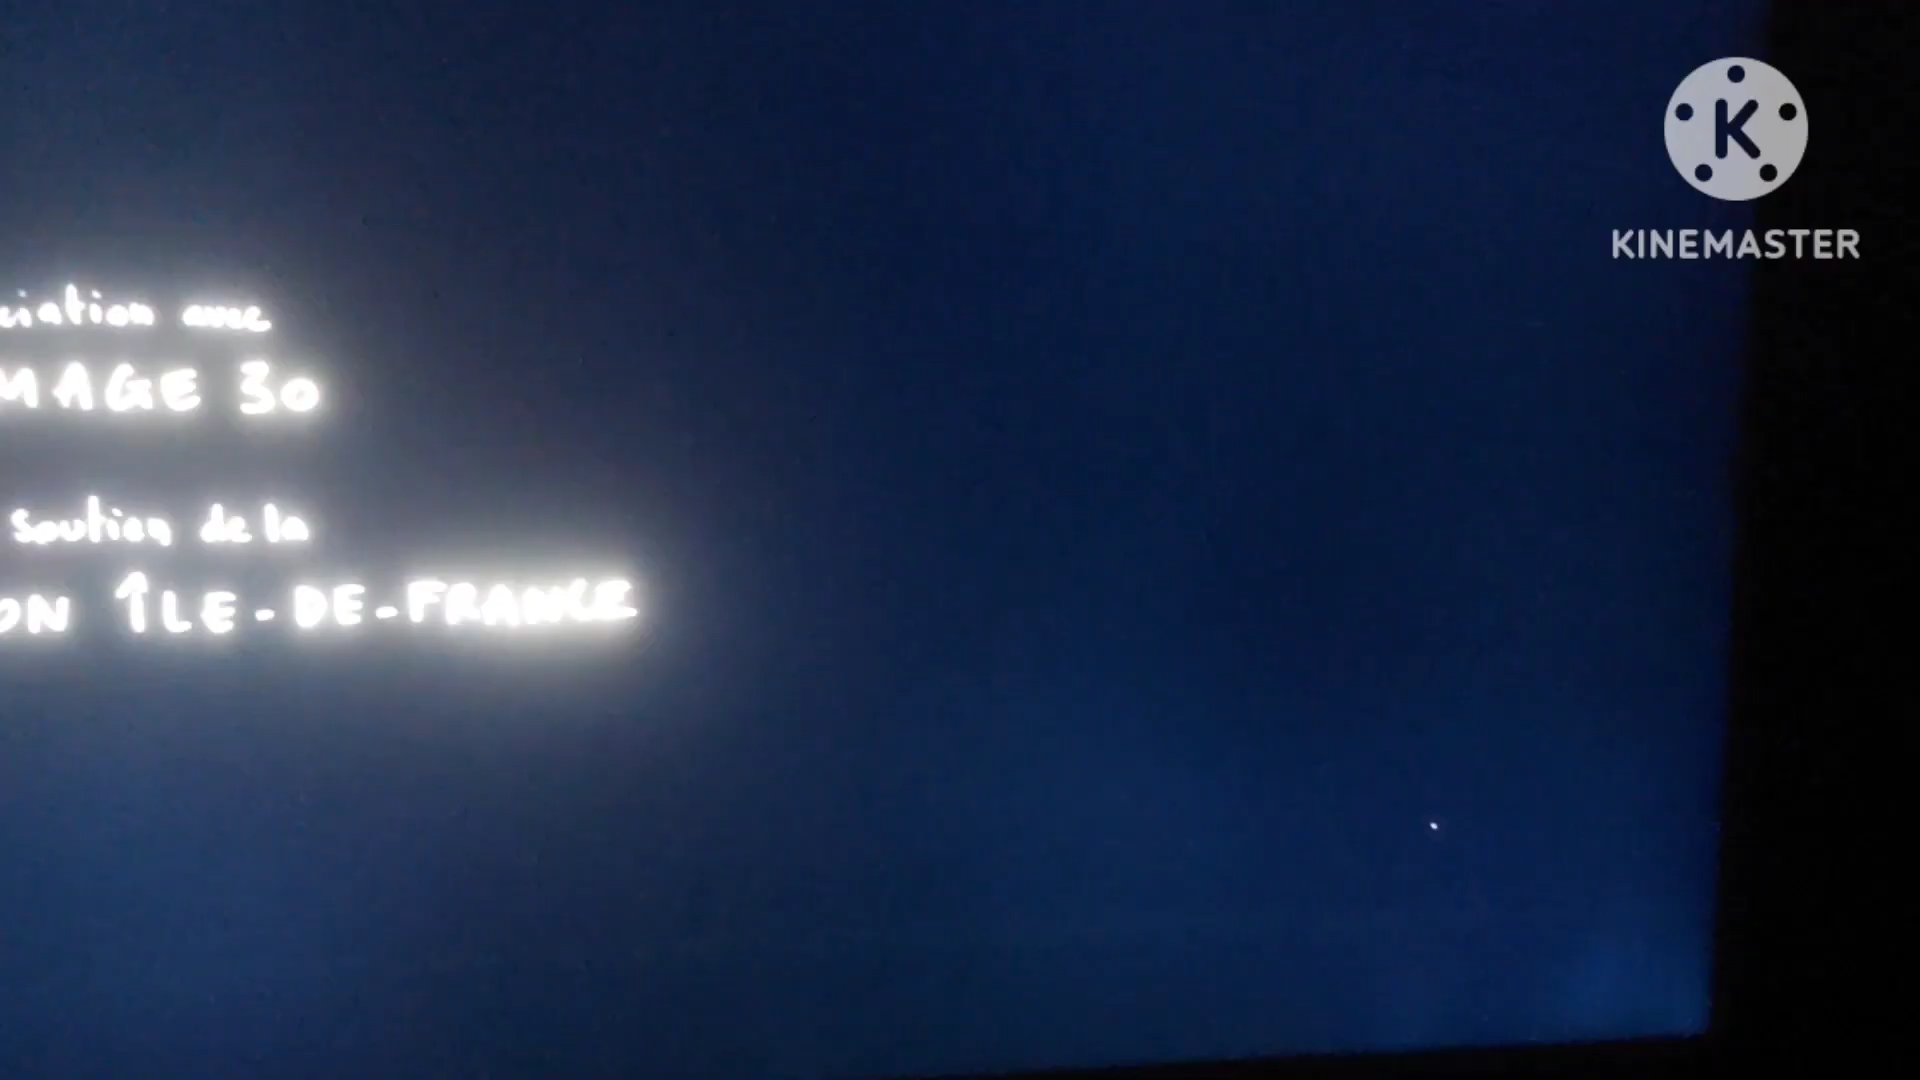 K
KINEMASTER
ciation avec
MAGE 30
Soutien de la
ON ÎLE-DE-FRANCE